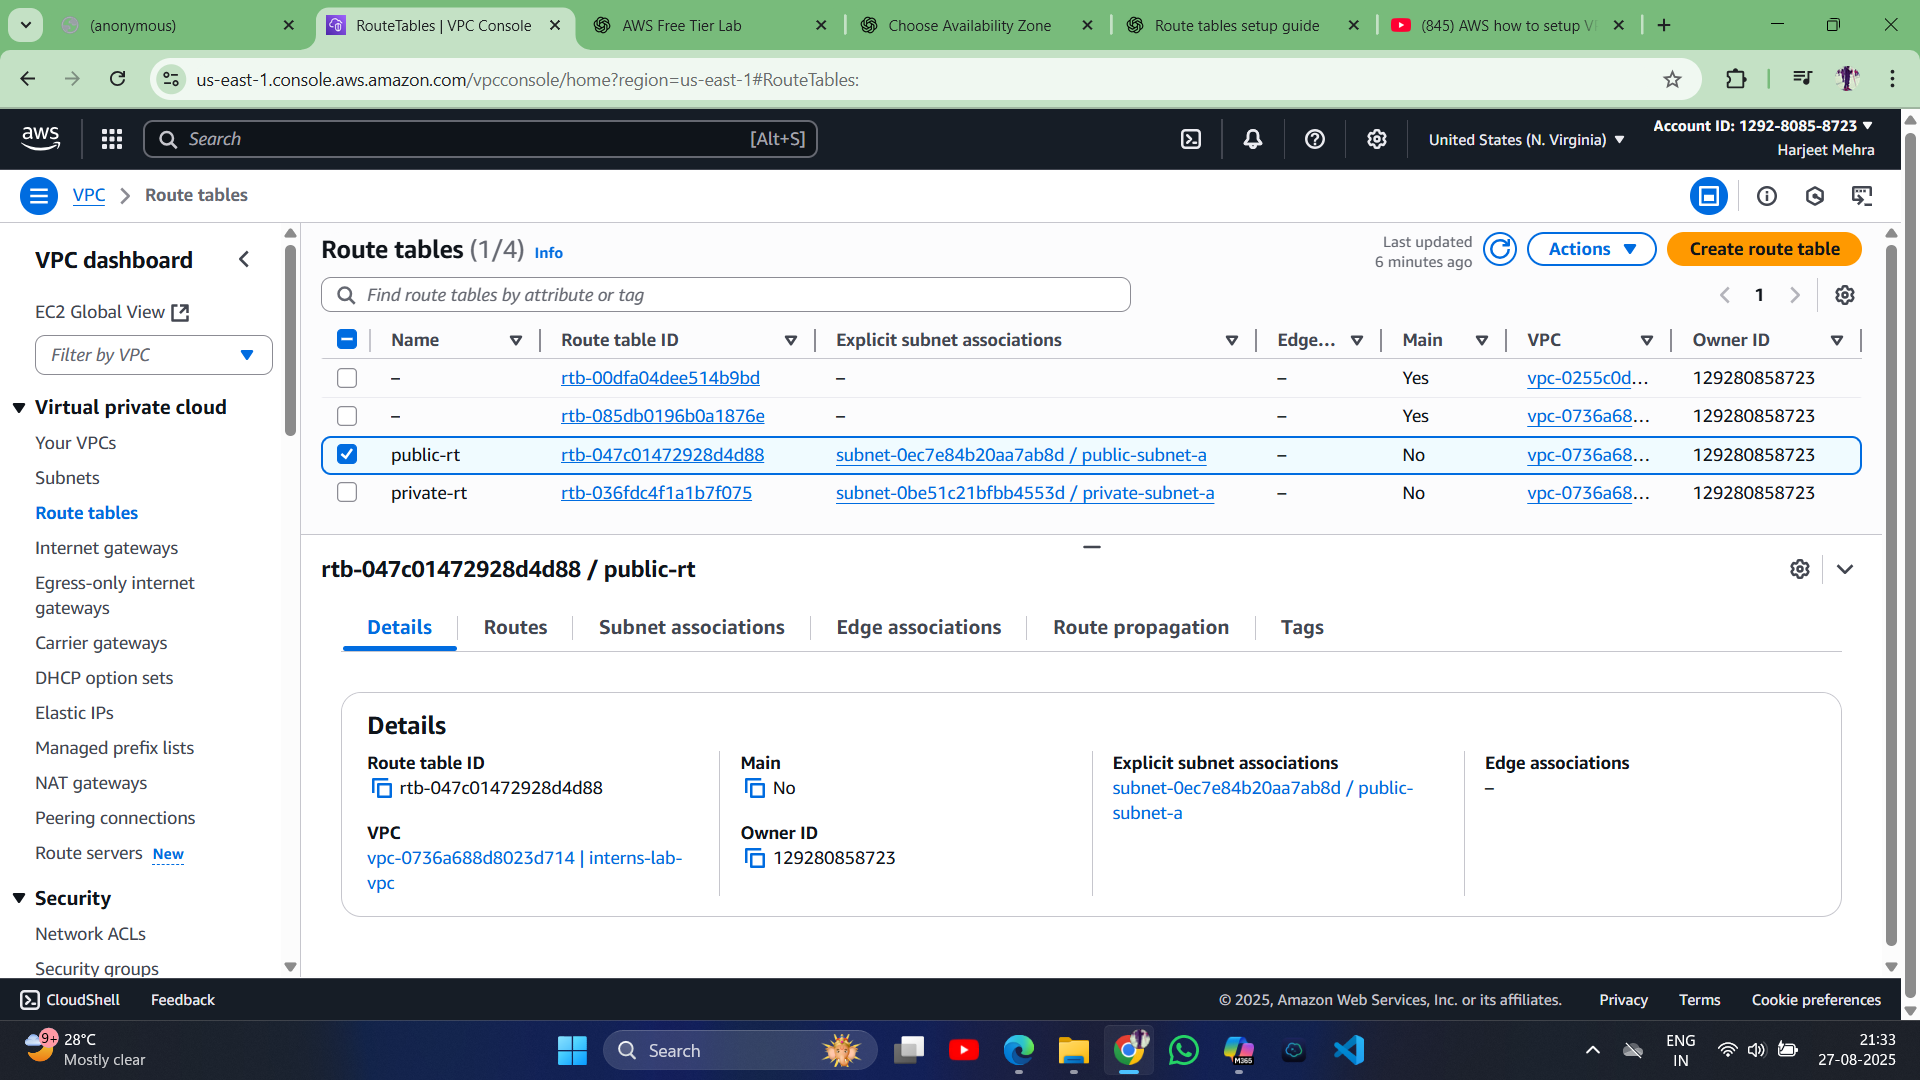 (anonymous)
RouteTables | VPC Console
AWS Free Tier Lab
Choose Availability Zone
Route tables setup guide
(845) AWS how to setup V
us-east-1.console.aws.amazon.com/vpcconsole/home?region=us-east-1#RouteTables:
aws
Search
[Alt+S]
United States (N. Virginia)
Account ID: 1292-8085-8723
Harjeet Mehra
VPC
Route tables
VPC dashboard
EC2 Global View
Filter by VPC
Virtual private cloud
Your VPCs
Subnets
Route tables
Internet gateways
Egress-only internet
gateways
Carrier gateways
DHCP option sets
Elastic IPs
Managed prefix lists
NAT gateways
Peering connections
Route servers New
Security
Network ACLs
Security groups
Route tables (1/4) Info
Last updated
6 minutes ago
Actions
Create route table
Find route tables by attribute or tag
1
Name Route table ID Explicit subnet associations Edge... Main VPC Owner ID
– rtb-00dfa04dee514b9bd – – Yes vpc-0255c0d... 129280858723
– rtb-085db0196b0a1876e – – Yes vpc-0736a68... 129280858723
public-rt rtb-047c01472928d4d88 subnet-0ec7e84b20aa7ab8d / public-subnet-a – No vpc-0736a68... 129280858723
private-rt rtb-036fdc4f1a1b7f075 subnet-0be51c21bfbb4553d / private-subnet-a – No vpc-0736a68... 129280858723
rtb-047c01472928d4d88 / public-rt
Details Routes Subnet associations Edge associations Route propagation Tags
Details
Route table ID
rtb-047c01472928d4d88
VPC
vpc-0736a688d8023d714 | interns-lab-
vpc
Main
No
Owner ID
129280858723
Explicit subnet associations
subnet-0ec7e84b20aa7ab8d / public-
subnet-a
Edge associations
–
CloudShell Feedback
© 2025, Amazon Web Services, Inc. or its affiliates. Privacy Terms Cookie preferences
9+
28°C
Mostly clear
Search
M365
ENG
IN
21:33
27-08-2025